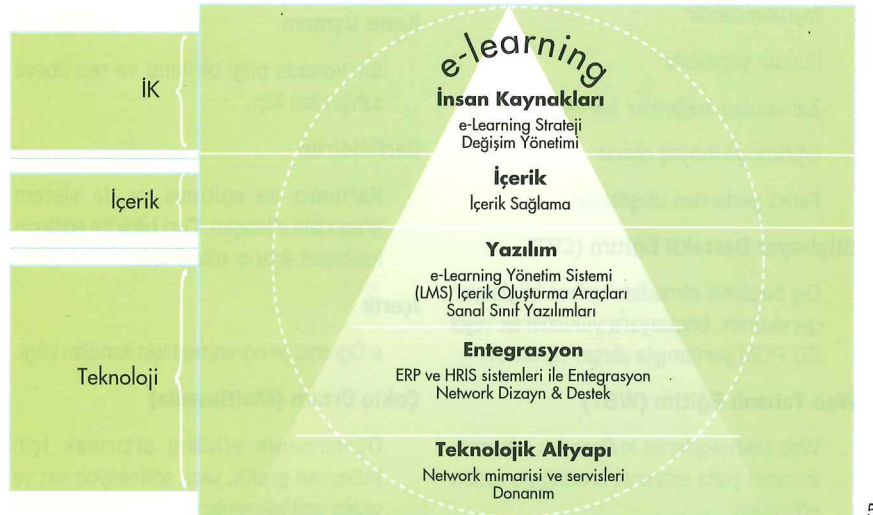 e-learning
İK
İnsan Kaynakları
e-Learning Strateji
Değişim Yönetimi
İçerik
İçerik
İçerik Sağlama
Teknoloji
Yazılım
e-Learning Yönetim Sistemi
(LMS) İçerik Oluşturma Araçları
Sanal Sınıf Yazılımları
Entegrasyon
ERP ve HRIS sistemleri ile Entegrasyon
Network Dizayn & Destek
Teknolojik Altyapı
Network mimarisi ve servisleri
Donanım
5